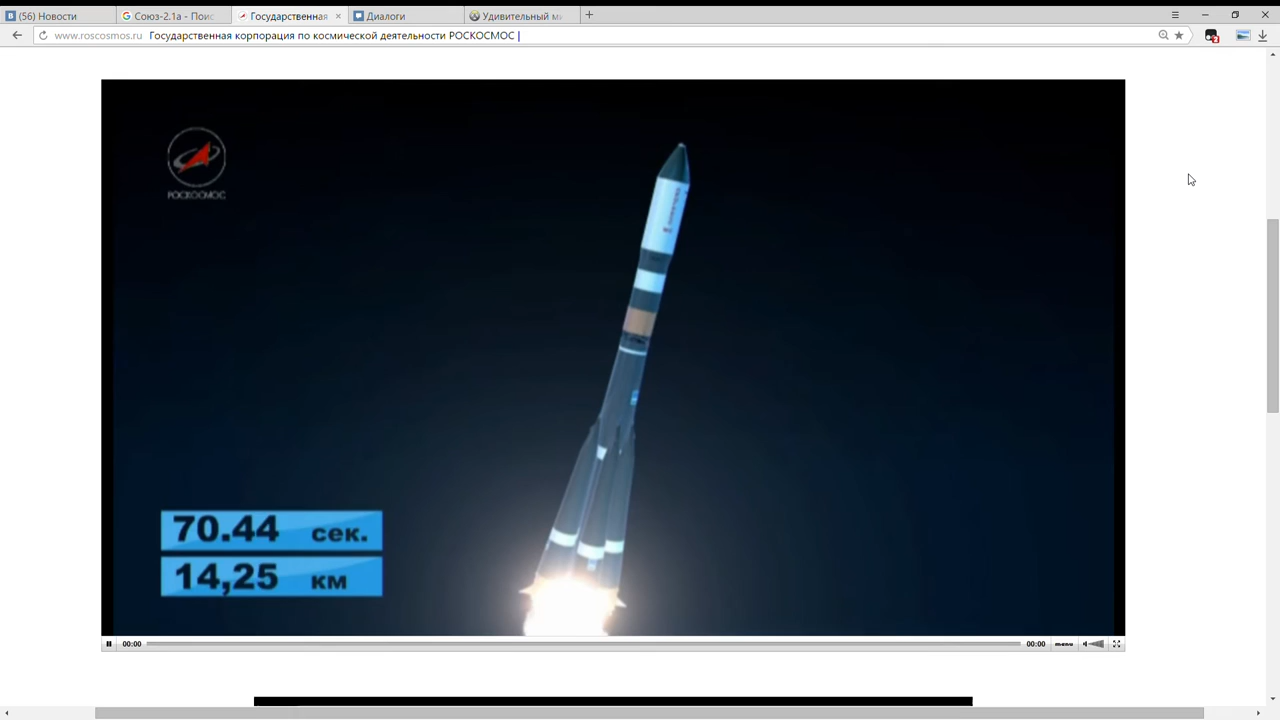 (56) Новости
Союз-2.1а - Поис
Государственная
Диалоги
Удивительный ми
www.roscosmos.ru Государственная корпорация по космической деятельности РОСКОСМОС |
РОСКОСМОС
70.44 сек.
14,25 км
00:00
00:00
menu